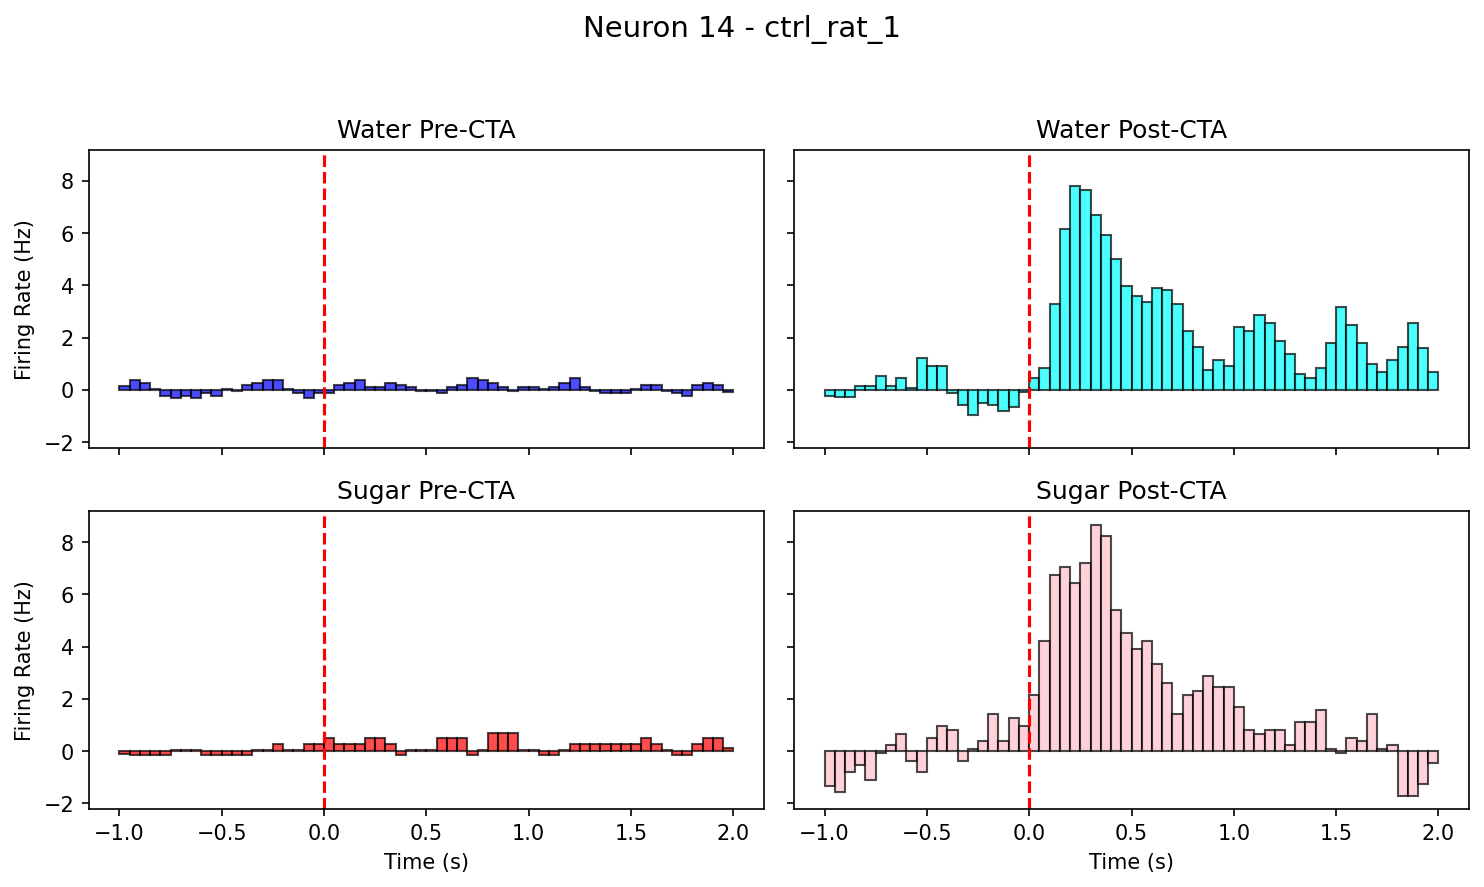 Neuron 14 - ctrl_rat_1
Water Pre-CTA
Water Post-CTA
Firing Rate (Hz)
8
6
4
2
0
−2
Sugar Pre-CTA
Sugar Post-CTA
Firing Rate (Hz)
8
6
4
2
0
−2
−1.0 −0.5 0.0 0.5 1.0 1.5 2.0
−1.0 −0.5 0.0 0.5 1.0 1.5 2.0
Time (s)
Time (s)